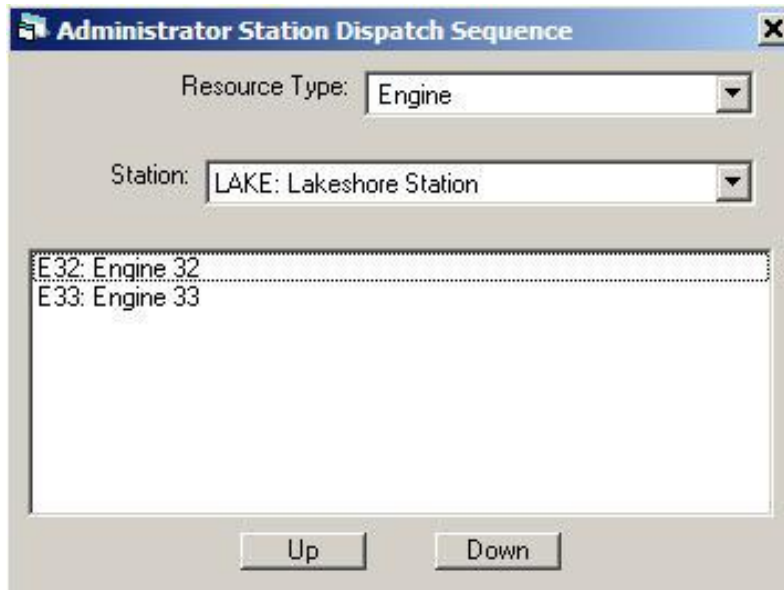 Administrator Station Dispatch Sequence
Resource Type: Engine
Station: LAKE: Lakeshore Station
E32: Engine 32
E33: Engine 33
Up Down